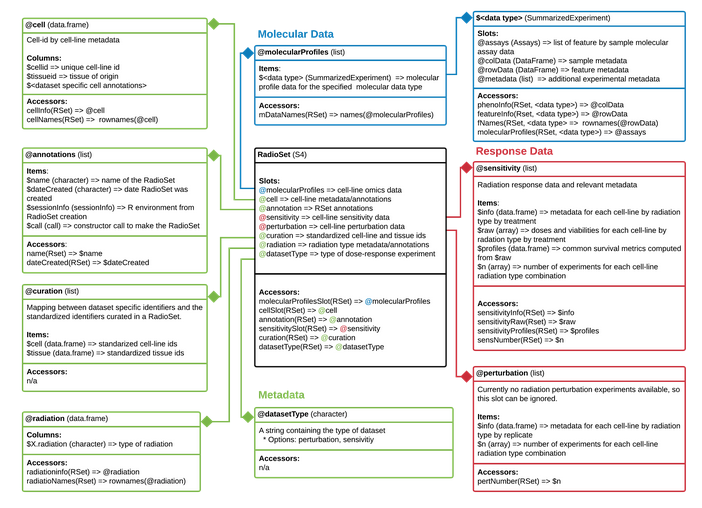 @cell (data.frame)
Cell-id by cell-line metadata
Columns:
$cellid => unique cell-line id
$tissueid => tissue of origin
$<dataset specific cell annotations>
Accessors:
cellInfo(RSet) => @cell
cellNames(RSet) => rownames(@cell)
@annotations (list)
Items:
$name (character) => name of the RadioSet
$dateCreated (character) => date RadioSet was
created
$sessionInfo (sessionInfo) => R environment from
RadioSet creation
$call (call) => constructor call to make the RadioSet
Accessors:
name(Rset) => $name
dateCreated(RSet) => $dateCreated
@curation (list)
Mapping between dataset specific identifiers and the
standardized identifiers curated in a RadioSet.
Items:
$cell (data.frame) => standarized cell-line ids
$tissue (data.frame) => standardized tissue ids
Accessors:
n/a
@radiation (data.frame)
Columns:
$X.radiation (character) => type of radiation
Accessors:
radiationinfo(RSet) => @radiation
radiatioNames(Rset) => rownames(@radiation)
Molecular Data
@molecularProfiles (list)
Items:
$<data type> (SummarizedExperiment) => molecular
profile data for the specified molecular data type
Accessors:
mDataNames(RSet) => names(@molecularProfiles)
RadioSet (S4)
Slots:
@molecularProfiles => cell-line omics data
@cell => cell-line metadata/annotations
@annotation => RSet annotations
@sensitivity => cell-line sensitivity data
@perturbation => cell-line perturbation data
@curation => standardized cell-line and tissue ids
@radiation => radiation type metadata/annotations
@datasetType => type of dose-response experiment
Accessors:
molecularProfilesSlot(RSet) => @molecularProfiles
cellSlot(RSet) => @cell
annotation(RSet) => @annotation
sensitivitySlot(RSet) => @sensitivity
curation(RSet) => @curation
datasetType(RSet) => @datasetType
Metadata
@datasetType (character)
A string containing the type of dataset
* Options: perturbation, sensivitiy
Accessors:
n/a
$<data type> (SummarizedExperiment)
Slots:
@assays (Assays) => list of feature by sample molecular
assay data
@colData (DataFrame) => sample metadata
@rowData (DataFrame) => feature metadata
@metadata (list) => additional experimental metadata
Accessors:
phenoInfo(RSet, <data type>) => @colData
featureInfo(Rset, <data type>) => @rowData
fNames(RSet, <data type> => rownames(@rowData)
molecularProfiles(RSet, <data type>) => @assays
Response Data
@sensitivity (list)
Radiation response data and relevant metadata
Items:
$info (data.frame) => metadata for each cell-line by radiation
type by treatment
$raw (array) => doses and viabilities for each cell-line by
radation type by treatment
$profiles (data.frame) => common survival metrics computed
from $raw
$n (array) => number of experiments for each cell-line
radiation type combination
Accessors:
sensitivityInfo(RSet) => $info
sensitivityRaw(RSet) => $raw
sensitivityProfiles(RSet) => $profiles
sensNumber(RSet) => $n
@perturbation (list)
Currently no radiation perturbation experiments available, so
this slot can be ignored.
Items:
$info (data.frame) => metadata for each cell-line by radiation
type by replicate
$n (array) => number of experiments for each cell-line
radiation type combination
Accessors:
pertNumber(RSet) => $n